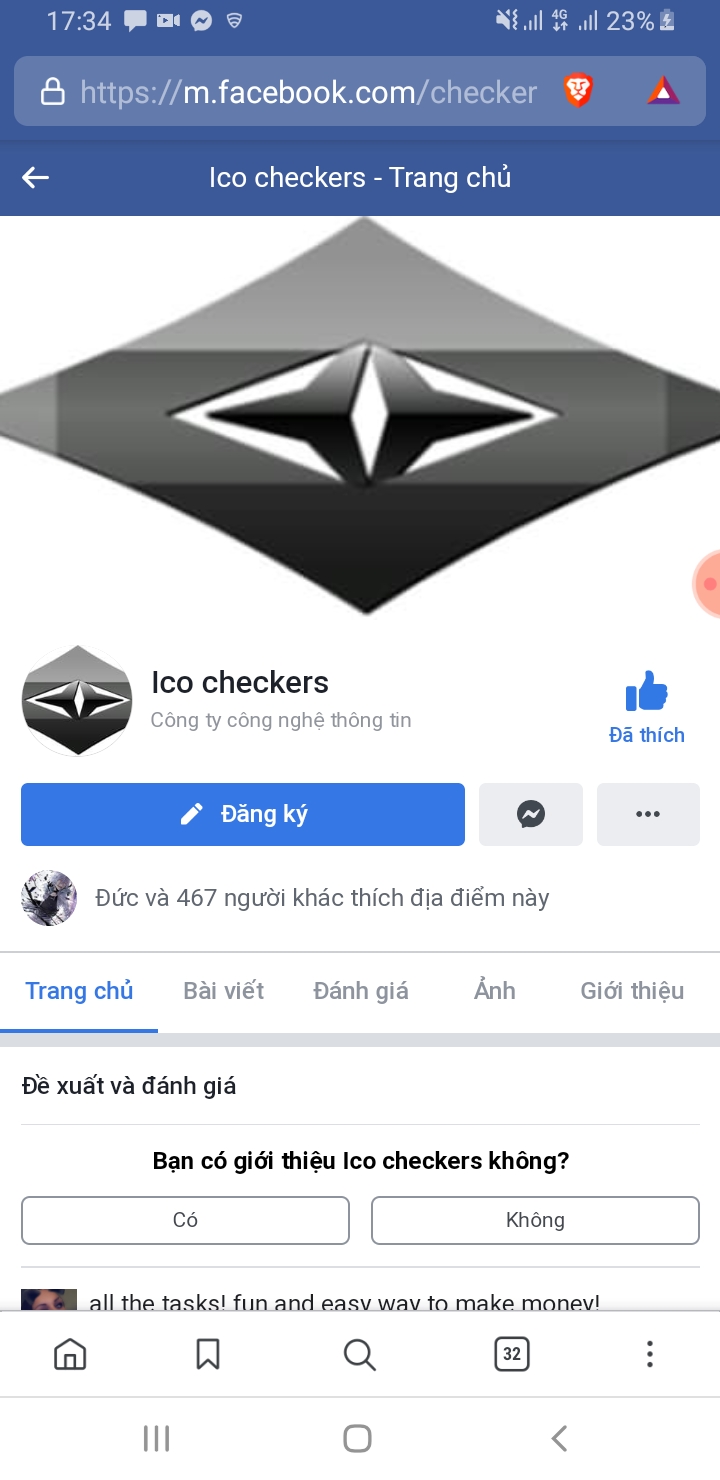 17:34
4G
23%
https://m.facebook.com/checker
Ico checkers - Trang chủ
Ico checkers
Công ty công nghệ thông tin
Đã thích
Đăng ký
Đức và 467 người khác thích địa điểm này
Trang chủ Bài viết Đánh giá Ảnh Giới thiệu
Đề xuất và đánh giá
Bạn có giới thiệu Ico checkers không?
Có Không
all the tasks! fun and easy way to make money!
32